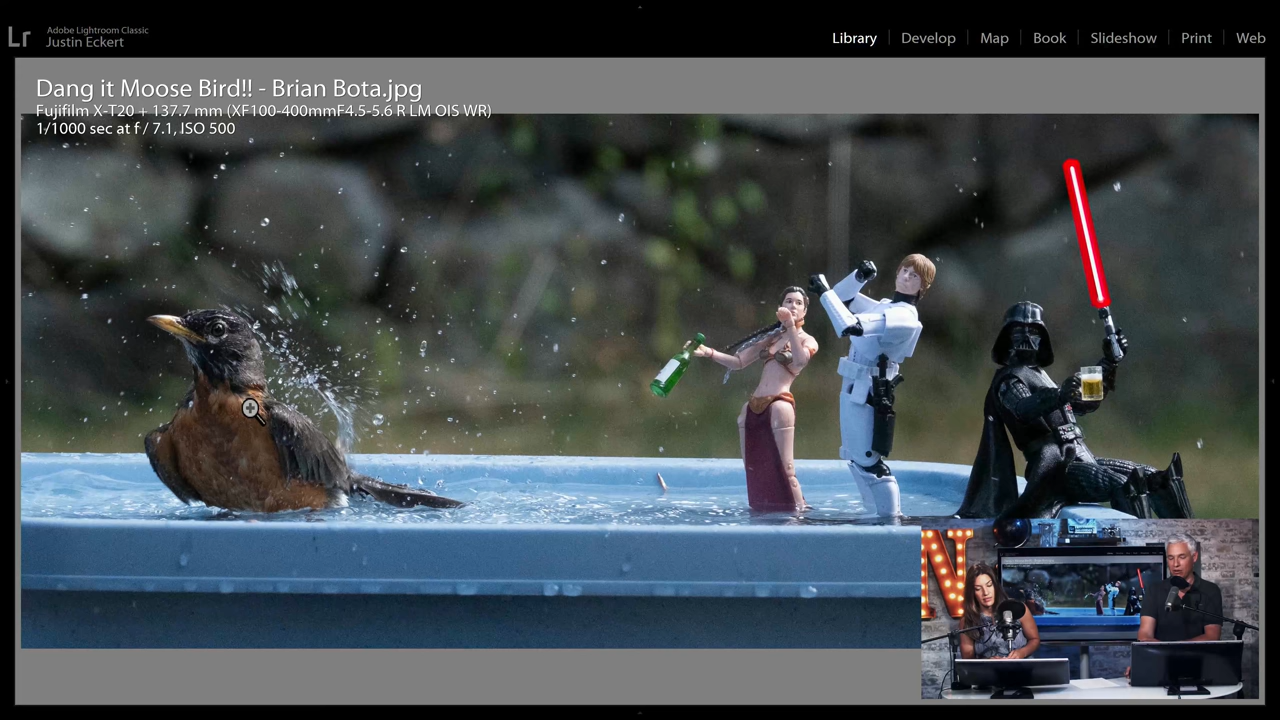 Lr
Adobe Lightroom Classic
Justin Eckert
Library
Develop
Map
Book
Slideshow
Print
Web
Dang it Moose Bird!! - Brian Bota.jpg
Fujifilm X-T20 + 137.7 mm (XF100-400mmF4.5-5.6 R LM OIS WR)
1/1000 sec at f / 7.1, ISO 500
N